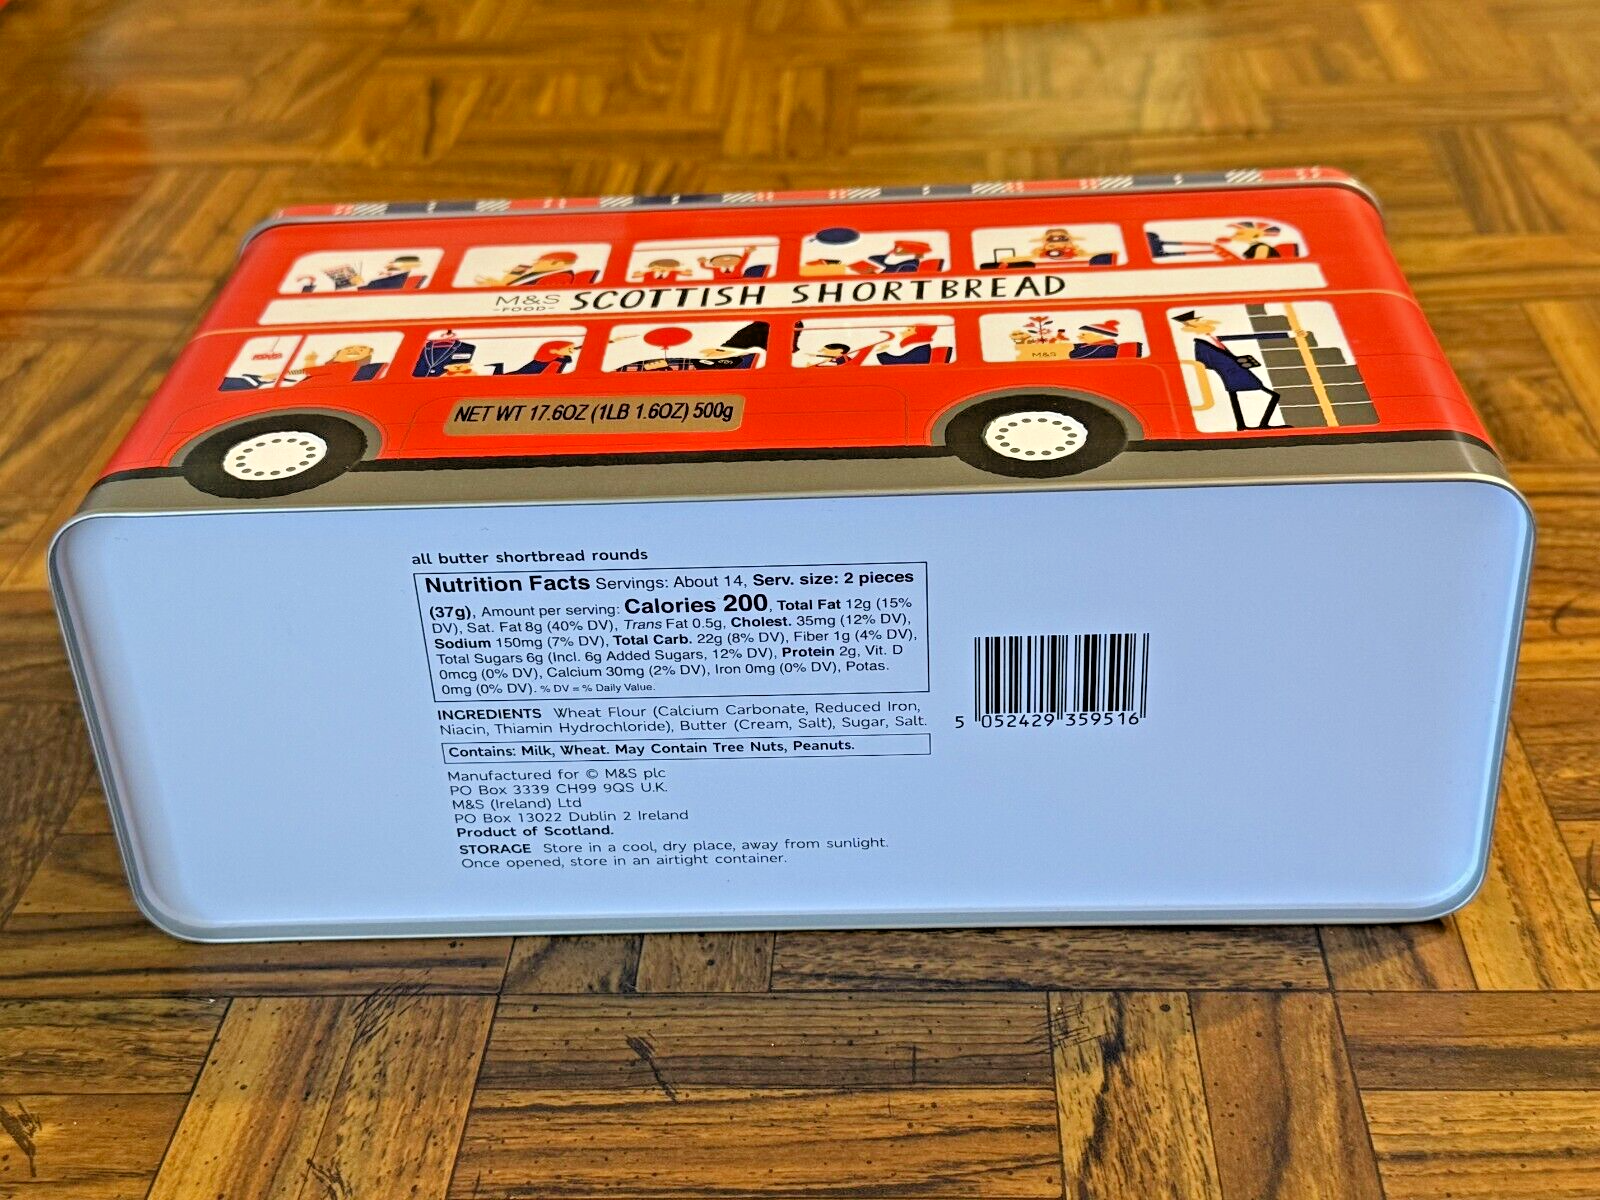 M&S
-FOOD-
SCOTTISH SHORTBREAD
M&S
NET WT 17.6OZ (1LB 1.6OZ) 500g
all butter shortbread rounds
Nutrition Facts Servings: About 14, Serv. size: 2 pieces
(37g), Amount per serving: Calories 200, Total Fat 12g (15%
DV), Sat. Fat 8g (40% DV), Trans Fat 0.5g, Cholest. 35mg (12% DV),
Sodium 150mg (7% DV), Total Carb. 22g (8% DV), Fiber 1g (4% DV),
Total Sugars 6g (Incl. 6g Added Sugars, 12% DV), Protein 2g, Vit. D
0mcg (0% DV), Calcium 30mg (2% DV), Iron 0mg (0% DV), Potas.
0mg (0% DV). % DV = % Daily Value.
INGREDIENTS Wheat Flour (Calcium Carbonate, Reduced Iron,
Niacin, Thiamin Hydrochloride), Butter (Cream, Salt), Sugar, Salt.
Contains: Milk, Wheat. May Contain Tree Nuts, Peanuts.
Manufactured for © M&S plc
PO Box 3339 CH99 9QS U.K.
M&S (Ireland) Ltd
PO Box 13022 Dublin 2 Ireland
Product of Scotland.
STORAGE Store in a cool, dry place, away from sunlight.
Once opened, store in an airtight container.
5 052429 359516